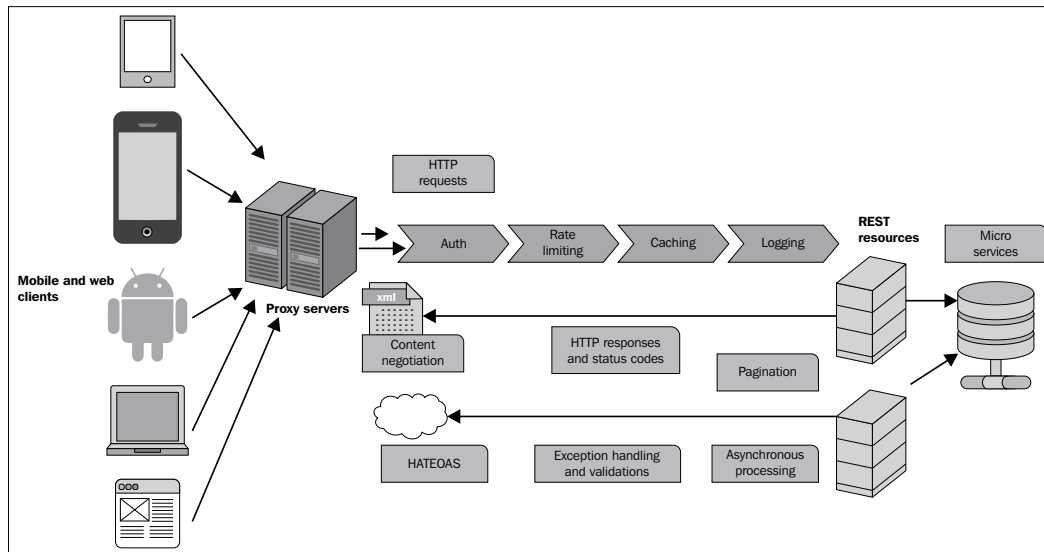 HTTP
requests
Auth
Rate
limiting
Caching
Logging
REST
resources
Micro
services
Mobile and web
clients
Proxy servers
xml
Content
negotiation
HTTP responses
and status codes
Pagination
HATEOAS
Exception handling
and validations
Asynchronous
processing